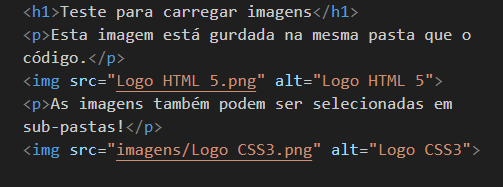 <h1>Teste para carregar imagens</h1>
<p>Esta imagem está gurdada na mesma pasta que o
código.</p>
<img src="Logo HTML 5.png" alt="Logo HTML 5">
<p>As imagens também podem ser selecionadas em
sub-pastas!</p>
<img src="imagens/Logo CSS3.png" alt="Logo CSS3">